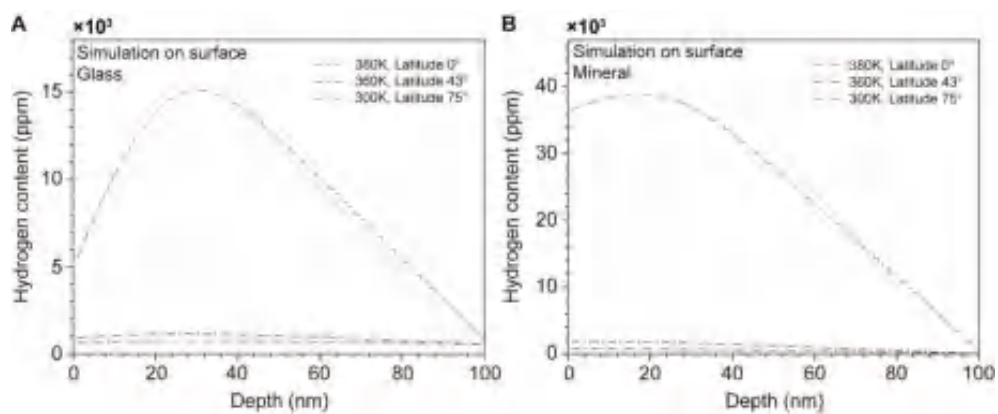 A
×10³
Simulation on surface
Glass
380K, Latitude 0°
360K, Latitude 43°
300K, Latitude 75°
15
10
5
0
Hydrogen content (ppm)
0 20 40 60 80 100
Depth (nm)
B
×10³
Simulation on surface
Mineral
380K, Latitude 0°
360K, Latitude 43°
300K, Latitude 75°
40
30
20
10
0
Hydrogen content (ppm)
0 20 40 60 80 100
Depth (nm)